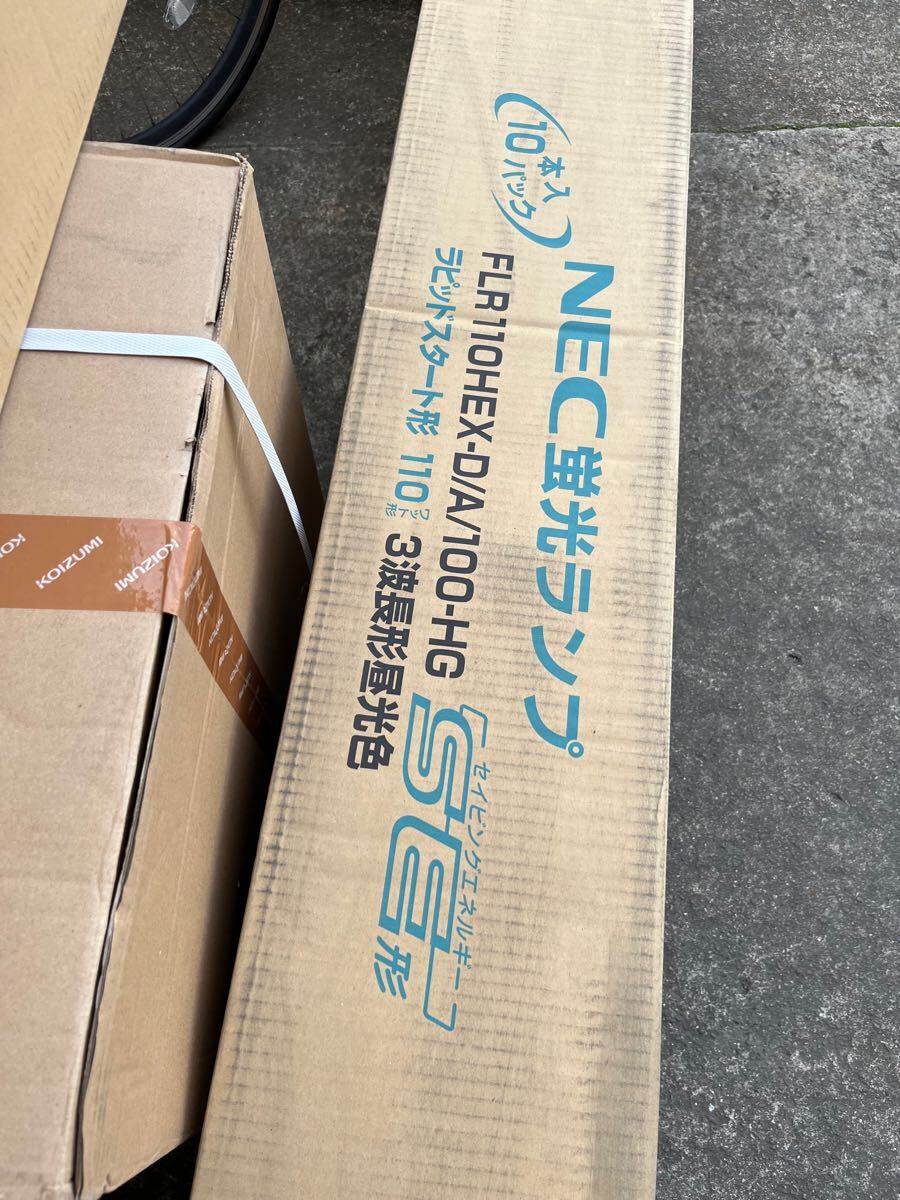 10本入パック
NEC蛍光ランプ
FLR110HEX-D/A/100-HG
ラピッドスタート形 110ワット形 3波長形昼光色
セイビングエネルギー
SE形
KOIZUMI
KOIZUMI